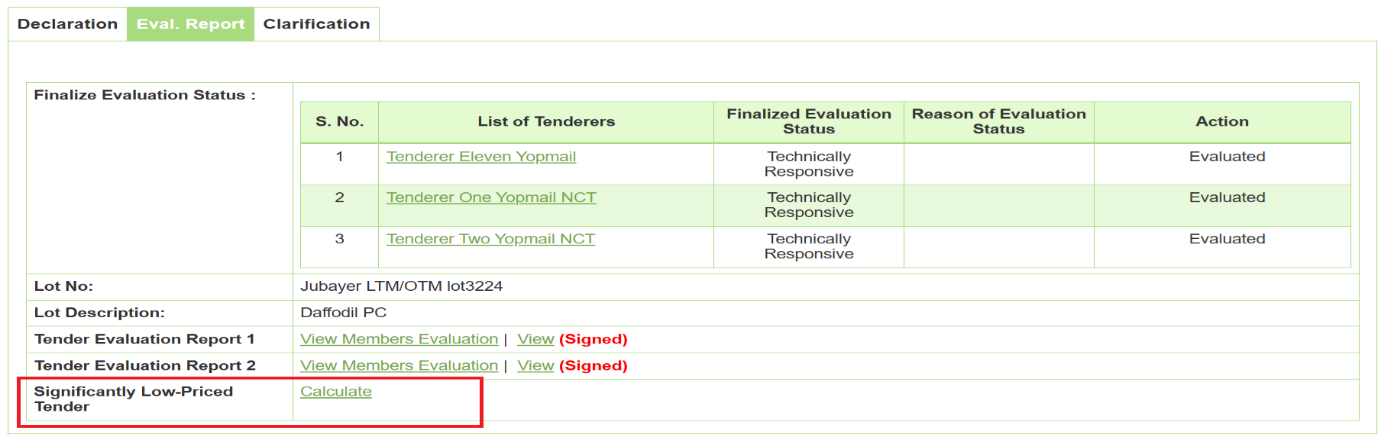 Declaration Eval. Report Clarification
Finalize Evaluation Status :
S. No. List of Tenderers Finalized Evaluation Status Reason of Evaluation Status Action
1 Tenderer Eleven Yopmail Technically Responsive Evaluated
2 Tenderer One Yopmail NCT Technically Responsive Evaluated
3 Tenderer Two Yopmail NCT Technically Responsive Evaluated
Lot No: Jubayer LTM/OTM lot3224
Lot Description: Daffodil PC
Tender Evaluation Report 1 View Members Evaluation | View (Signed)
Tender Evaluation Report 2 View Members Evaluation | View (Signed)
Significantly Low-Priced Tender Calculate